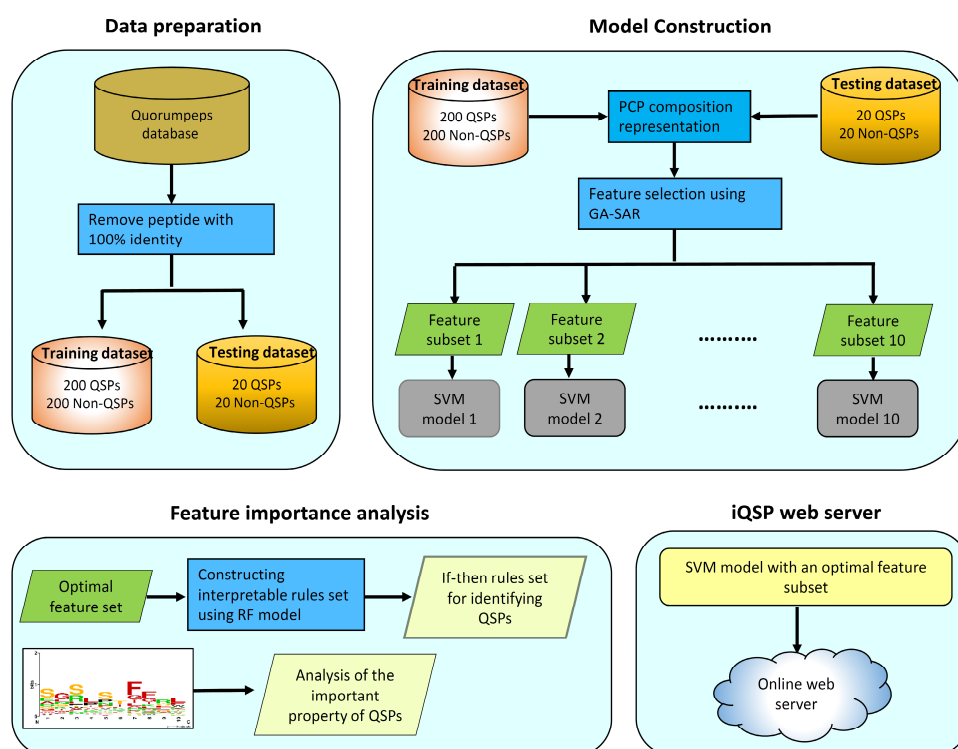 Data preparation
Quorumpeps
database
Remove peptide with
100% identity
Training dataset
200 QSPs
200 Non-QSPs
Testing dataset
20 QSPs
20 Non-QSPs
Model Construction
Training dataset
200 QSPs
200 Non-QSPs
PCP composition
representation
Testing dataset
20 QSPs
20 Non-QSPs
Feature selection using
GA-SAR
Feature
subset 1
Feature
subset 2
..........
Feature
subset 10
SVM
model 1
SVM
model 2
..........
SVM
model 10
Feature importance analysis
Optimal
feature set
Constructing
interpretable rules set
using RF model
If-then rules set
for identifying
QSPs
Analysis of the
important
property of QSPs
iQSP web server
SVM model with an optimal feature
subset
Online web
server